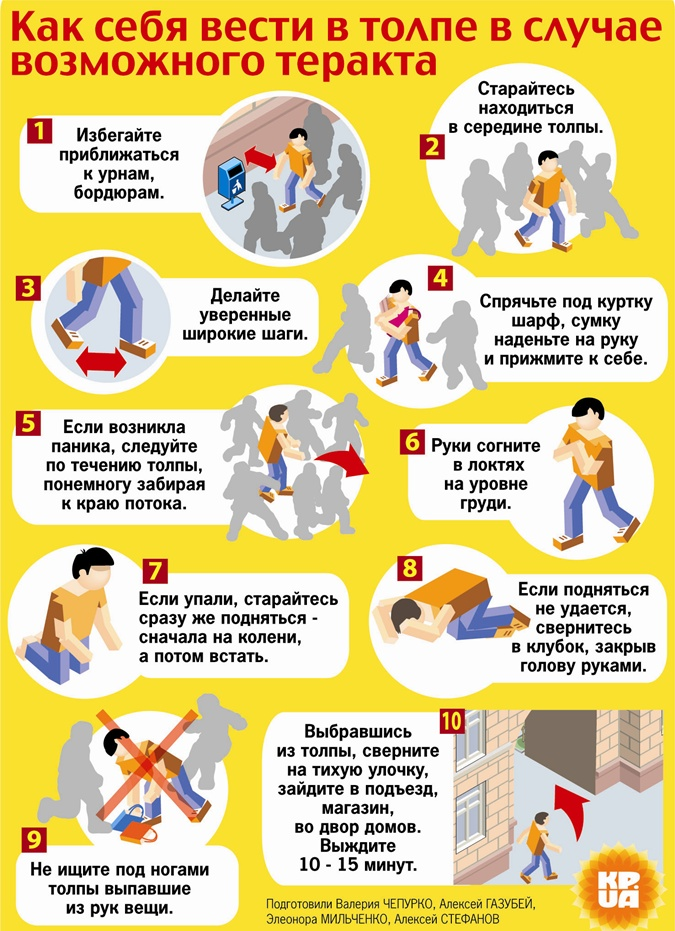 Как себя вести в толпе в случае
возможного теракта
1
Избегайте
приближаться
к урнам,
бордюрам.
2
Старайтесь
находиться
в середине толпы.
3
Делайте
уверенные
широкие шаги.
4
Спрячьте под куртку
шарф, сумку
наденьте на руку
и прижмите к себе.
5
Если возникла
паника, следуйте
по течению толпы,
понемногу забирая
к краю потока.
6
Руки согните
в локтях
на уровне
груди.
7
Если упали, старайтесь
сразу же подняться -
сначала на колени,
а потом встать.
8
Если подняться
не удается,
свернитесь
в клубок, закрыв
голову руками.
9
Не ищите под ногами
толпы выпавшие
из рук вещи.
10
Выбравшись
из толпы, сверните
на тихую улочку,
зайдите в подъезд,
магазин,
во двор домов.
Выждите
10 - 15 минут.
Подготовили Валерия ЧЕПУРКО, Алексей ГАЗУБЕЙ,
Элеонора МИЛЬЧЕНКО, Алексей СТЕФАНОВ
KP.
UA